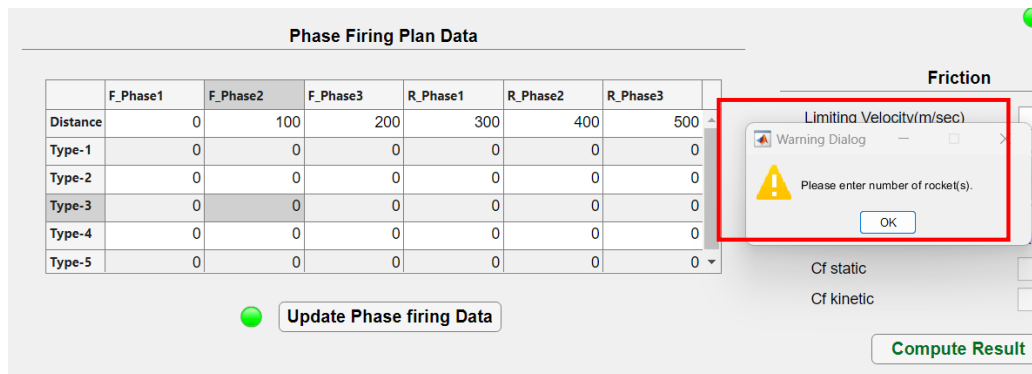 Phase Firing Plan Data
Friction
F_Phase1 F_Phase2 F_Phase3 R_Phase1 R_Phase2 R_Phase3
Distance 0 100 200 300 400 500
Type-1 0 0 0 0 0 0
Type-2 0 0 0 0 0 0
Type-3 0 0 0 0 0 0
Type-4 0 0 0 0 0 0
Type-5 0 0 0 0 0 0
Limiting Velocity(m/sec)
Warning Dialog
Please enter number of rocket(s).
OK
Cf static
Cf kinetic
Update Phase firing Data
Compute Result